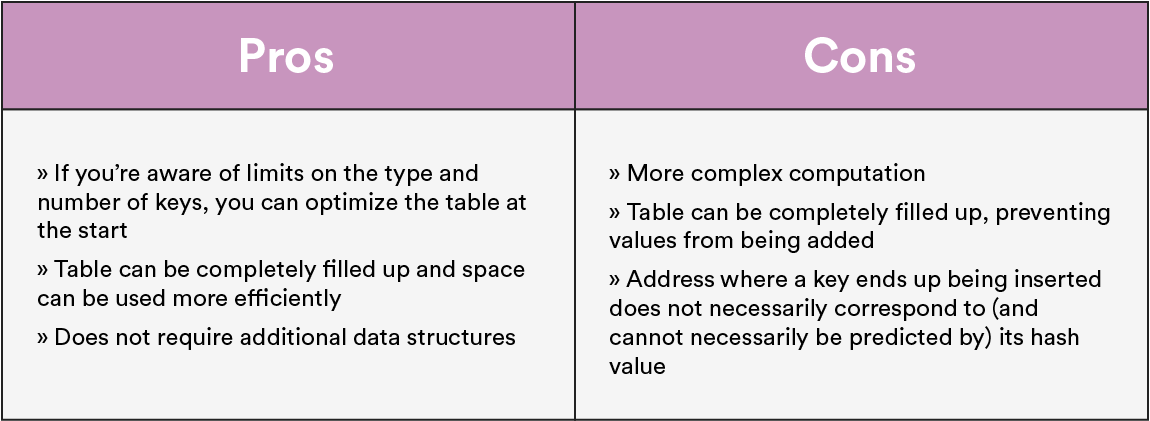 Pros
Cons
» If you’re aware of limits on the type and
number of keys, you can optimize the table at
the start
» Table can be completely filled up and space
can be used more efficiently
» Does not require additional data structures
» More complex computation
» Table can be completely filled up, preventing
values from being added
» Address where a key ends up being inserted
does not necessarily correspond to (and
cannot necessarily be predicted by) its hash
value